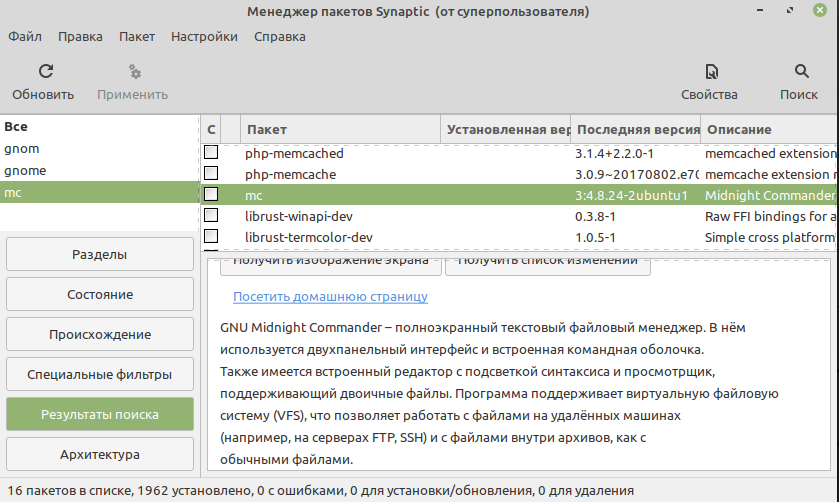 Менеджер пакетов Synaptic (от суперпользователя)
Файл Правка Пакет Настройки Справка
Обновить Применить Свойства Поиск
Все
gnom
gnome
mc
С Пакет Установленная вер Последняя версия Описание
php-memcached 3.1.4+2.2.0-1 memcached extension
php-memcache 3.0.9~20170802.e70 memcache extension
mc 3:4.8.24-2ubuntu1 Midnight Commander
librust-winapi-dev 0.3.8-1 Raw FFI bindings for a
librust-termcolor-dev 1.0.5-1 Simple cross platform
Разделы
Состояние
Происхождение
Специальные фильтры
Результаты поиска
Архитектура
Получить изображение экрана Получить список изменений
Посетить домашнюю страницу
GNU Midnight Commander – полноэкранный текстовый файловый менеджер. В нём
используется двухпанельный интерфейс и встроенная командная оболочка.
Также имеется встроенный редактор с подсветкой синтаксиса и просмотрщик,
поддерживающий двоичные файлы. Программа поддерживает виртуальную файловую
систему (VFS), что позволяет работать с файлами на удалённых машинах
(например, на серверах FTP, SSH) и с файлами внутри архивов, как с
обычными файлами.
16 пакетов в списке, 1962 установлено, 0 с ошибками, 0 для установки/обновления, 0 для удаления